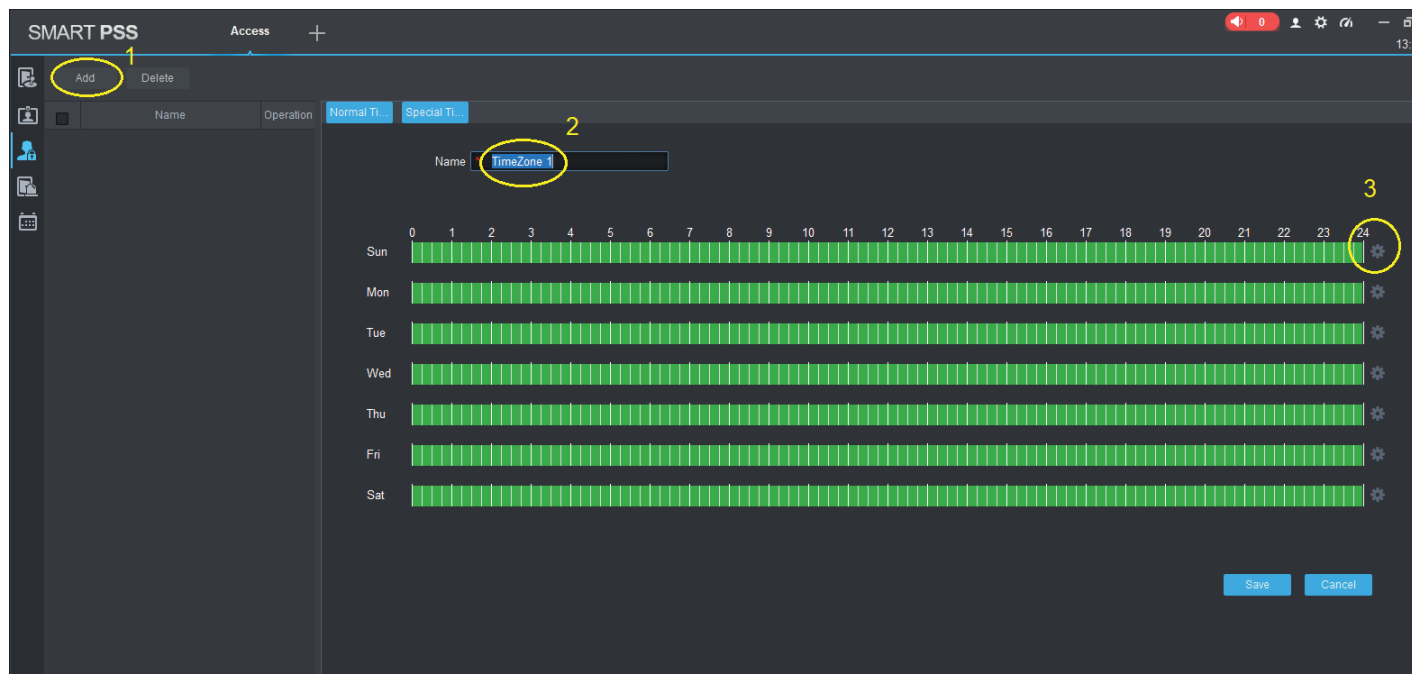 SMART PSS
Access
0
13:
1
Add
Delete
Name
Operation
Normal Ti...
Special Ti...
2
Name * TimeZone 1
3
0 1 2 3 4 5 6 7 8 9 10 11 12 13 14 15 16 17 18 19 20 21 22 23 24
Sun
Mon
Tue
Wed
Thu
Fri
Sat
Save
Cancel